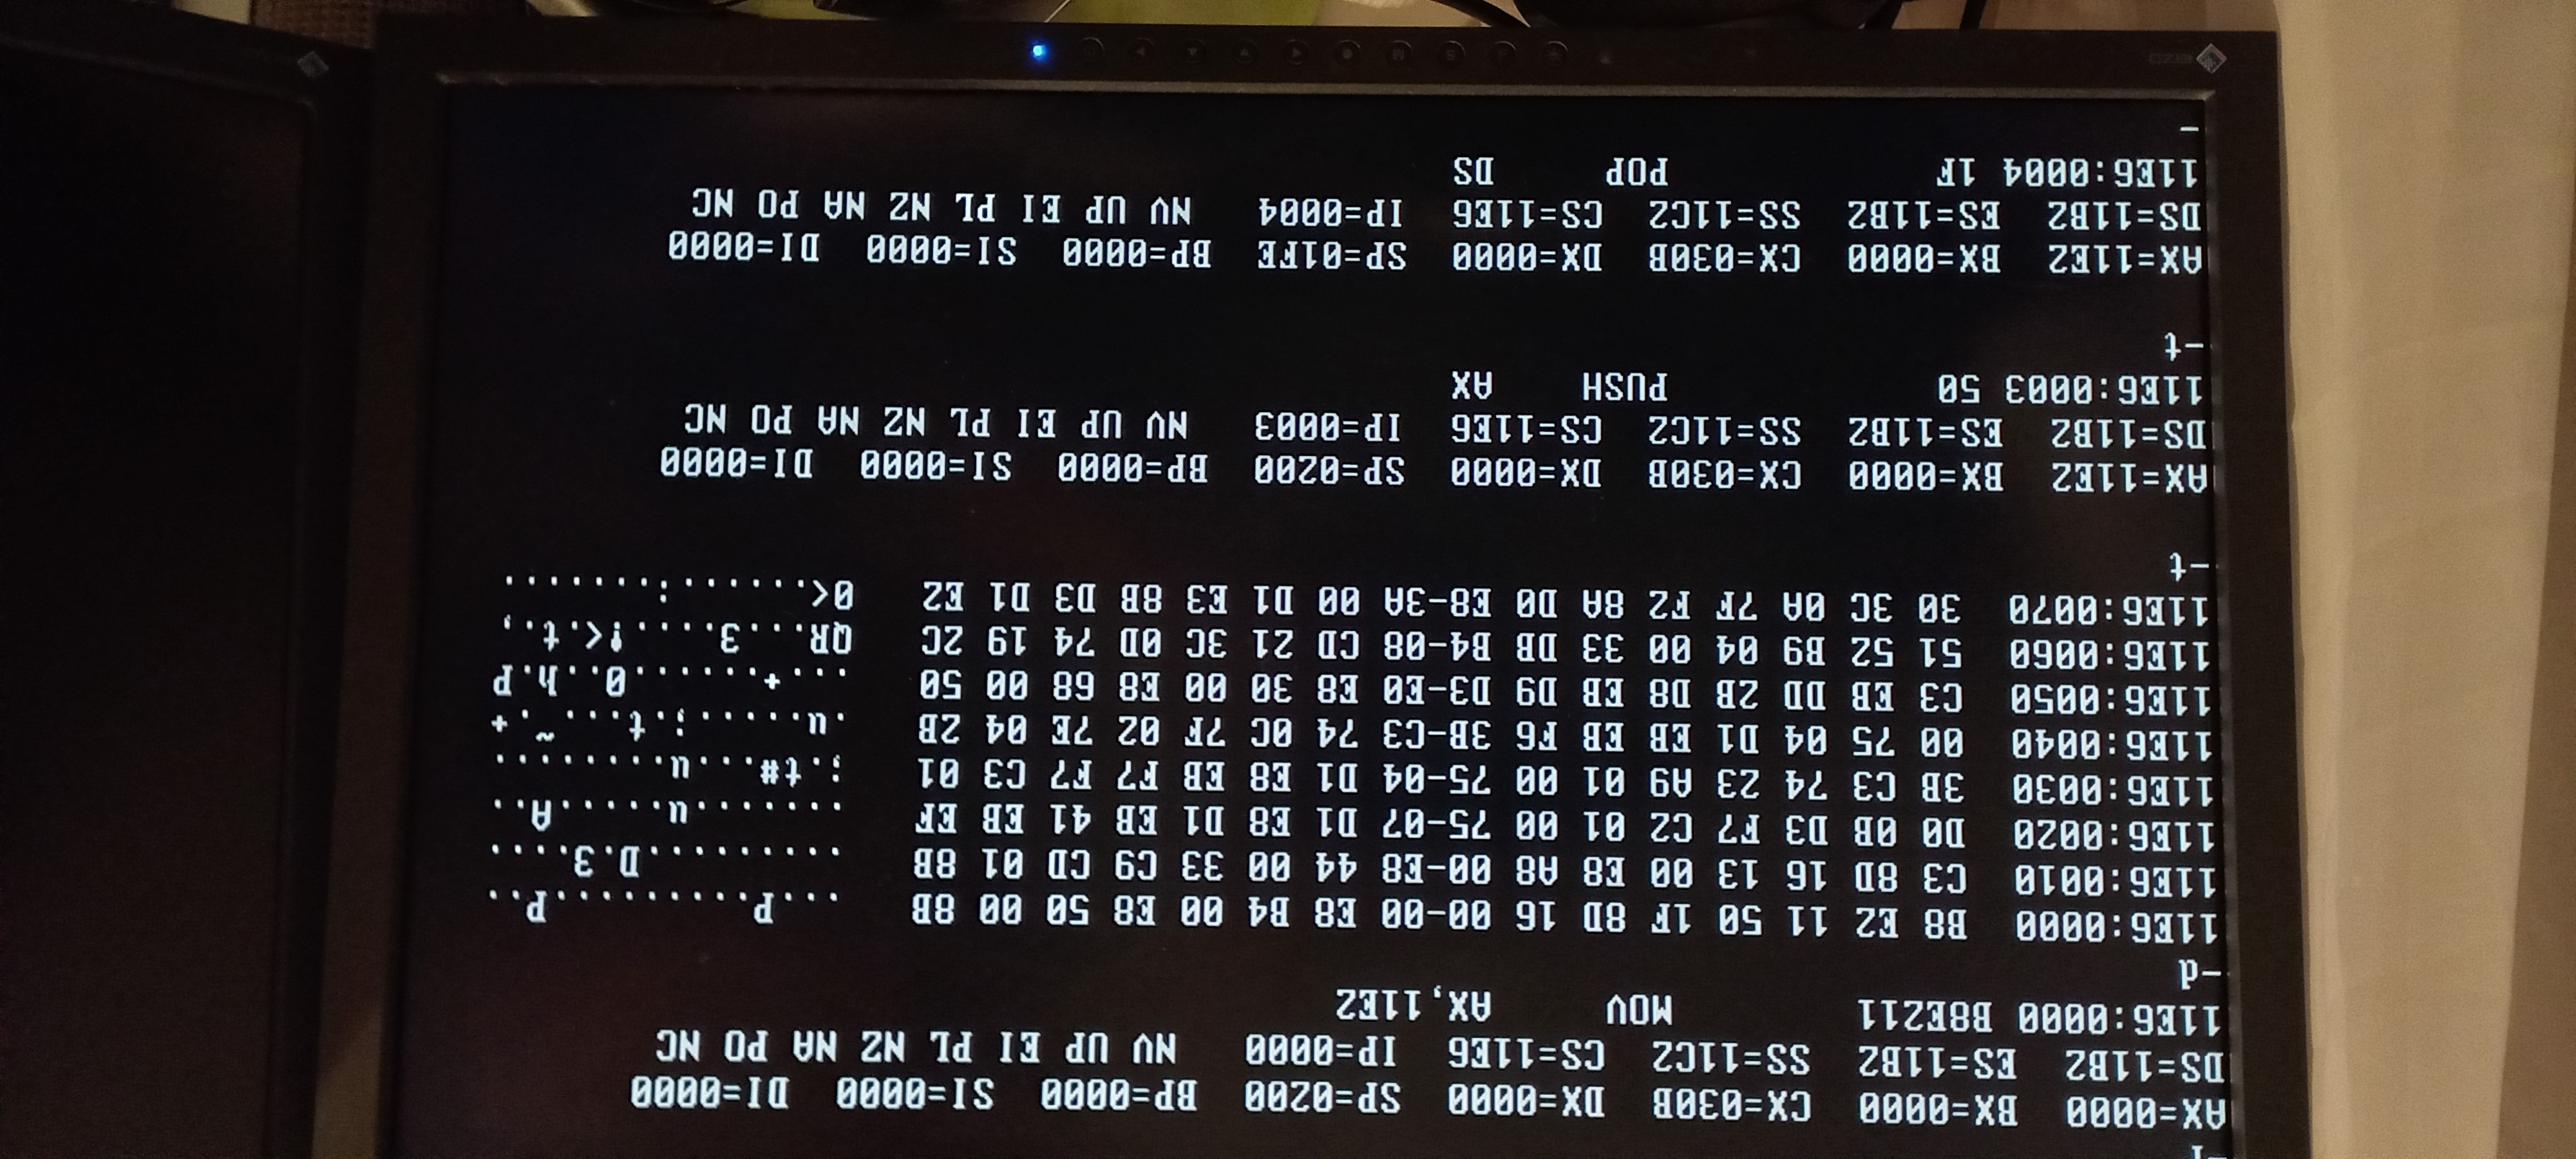 AX=0000  BX=0000  CX=030B  DX=0000  SP=0200  BP=0000  SI=0000  DI=0000
DS=11B2  ES=11B2  SS=11C2  CS=11E6  IP=0000   NV UP EI PL NZ NA PO NC
11E6:0000 B8E211        MOV     AX,11E2
-d
11E6:0000  B8 E2 11 50 1F 8D 16 00-00 E8 B4 00 E8 50 00 8B   ...P.........P..
11E6:0010  C3 8D 16 13 00 E8 A8 00-E8 44 00 33 C9 CD 01 8B   .........D.3....
11E6:0020  D0 0B D3 F7 C2 01 00 75-07 D1 E8 D1 EB 41 EB EF   .......u.....A..
11E6:0030  3B C3 74 23 A9 01 00 75-04 D1 E8 EB F7 F7 C3 01   ;.t#...u........
11E6:0040  00 75 04 D1 EB EB F6 3B-C3 74 0C 7F 02 7E 04 2B   .u.....;.t...~.+
11E6:0050  C3 EB DD 2B D8 EB D9 D3-E0 E8 30 00 E8 68 00 50   ...+......0..h.P
11E6:0060  51 52 B9 04 00 33 DB B4-08 CD 21 3C 0D 74 19 2C   QR...3....!<.t.,
11E6:0070  30 3C 0A 7F F2 8A D0 E8-3A 00 D1 E3 8B D3 D1 E2   0<......:.......
-t
AX=11E2  BX=0000  CX=030B  DX=0000  SP=0200  BP=0000  SI=0000  DI=0000
DS=11B2  ES=11B2  SS=11C2  CS=11E6  IP=0003   NV UP EI PL NZ NA PO NC
11E6:0003 50            PUSH    AX
-t
AX=11E2  BX=0000  CX=030B  DX=0000  SP=01FE  BP=0000  SI=0000  DI=0000
DS=11B2  ES=11B2  SS=11C2  CS=11E6  IP=0004   NV UP EI PL NZ NA PO NC
11E6:0004 1F            POP     DS
-
EIZO